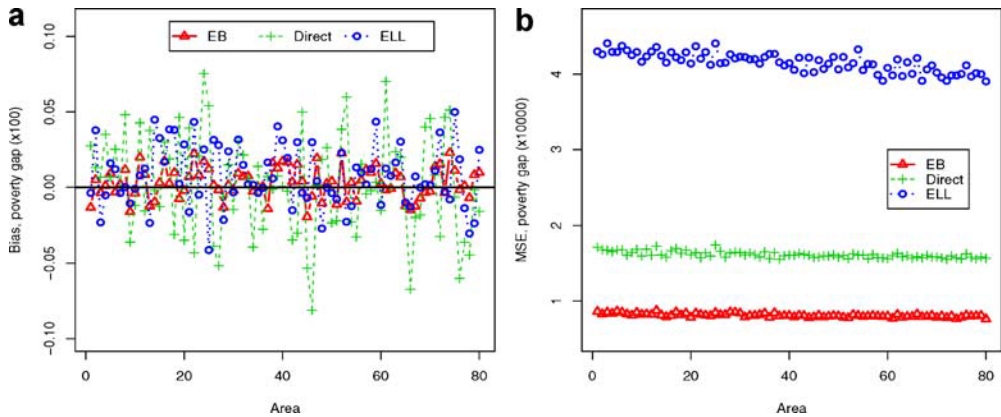 a
EB
Direct
ELL
0.10
0.05
0.00
−0.05
−0.10
Bias, poverty gap (x100)
0
20
40
60
80
Area
b
4
3
2
1
MSE, poverty gap (x10000)
EB
Direct
ELL
0
20
40
60
80
Area